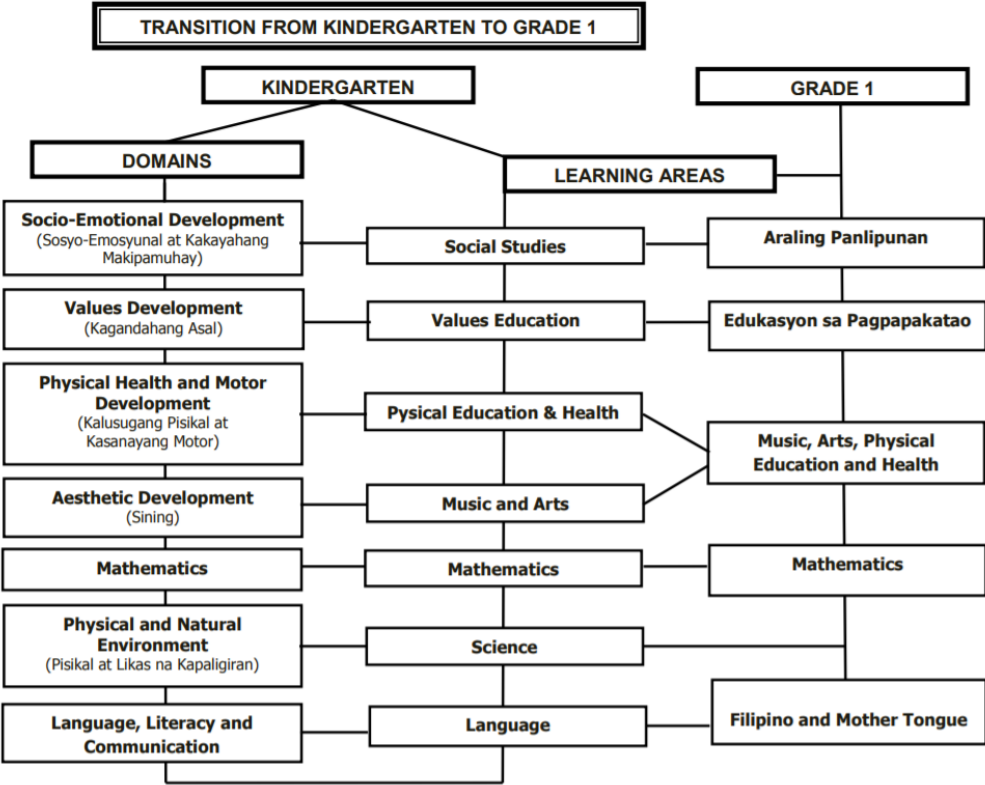 TRANSITION FROM KINDERGARTEN TO GRADE 1
KINDERGARTEN
GRADE 1
DOMAINS
LEARNING AREAS
Socio-Emotional Development
(Sosyo-Emosyunal at Kakayahang
Makipamuhay)
Social Studies
Araling Panlipunan
Values Development
(Kagandahang Asal)
Values Education
Edukasyon sa Pagpapakatao
Physical Health and Motor
Development
(Kalusugang Pisikal at
Kasanayang Motor)
Pysical Education & Health
Music, Arts, Physical
Education and Health
Aesthetic Development
(Sining)
Music and Arts
Mathematics
Mathematics
Mathematics
Physical and Natural
Environment
(Pisikal at Likas na Kapaligiran)
Science
Language, Literacy and
Communication
Language
Filipino and Mother Tongue